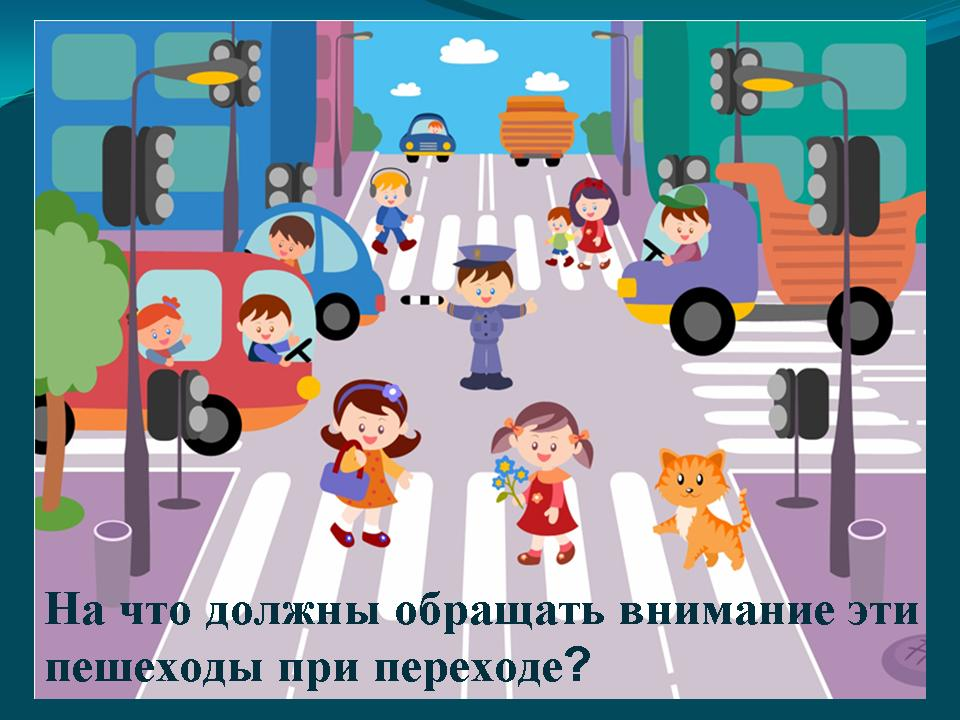 На что должны обращать внимание эти
пешеходы при переходе?